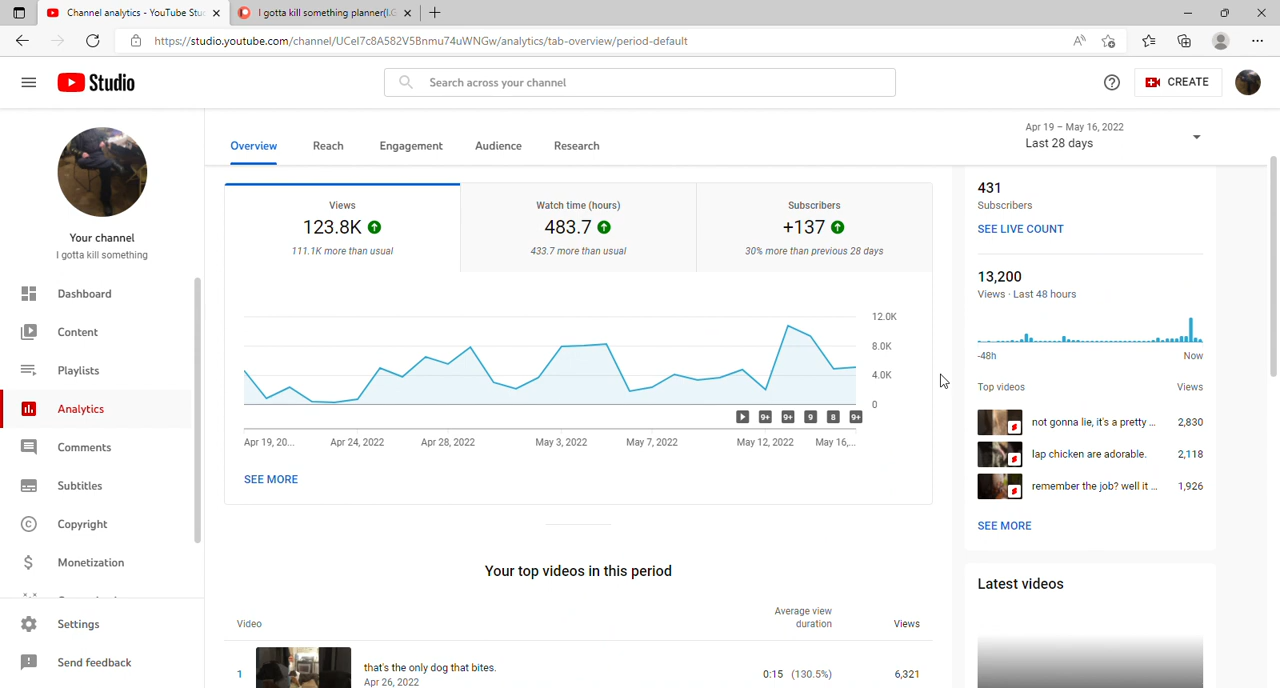 Channel analytics - YouTube Stu
I gotta kill something planner(I.G
https://studio.youtube.com/channel/UCeI7c8A582V5Bnmu74uWNGw/analytics/tab-overview/period-default
Studio
Search across your channel
CREATE
Your channel
I gotta kill something
Dashboard
Content
Playlists
Analytics
Comments
Subtitles
Copyright
Monetization
Settings
Send feedback
Overview
Reach
Engagement
Audience
Research
Apr 19 – May 16, 2022
Last 28 days
Views
123.8K
111.1K more than usual
Watch time (hours)
483.7
433.7 more than usual
Subscribers
+137
30% more than previous 28 days
12.0K
8.0K
4.0K
0
9+ 9+ 9 8 9+
Apr 19, 20... Apr 24, 2022 Apr 28, 2022 May 3, 2022 May 7, 2022 May 12, 2022 May 16,...
SEE MORE
Your top videos in this period
Video
Average view
duration
Views
1
that's the only dog that bites.
Apr 26, 2022
0:15 (130.5%)
6,321
431
Subscribers
SEE LIVE COUNT
13,200
Views · Last 48 hours
-48h
Now
Top videos
Views
not gonna lie, it's a pretty ... 2,830
lap chicken are adorable. 2,118
remember the job? well it ... 1,926
SEE MORE
Latest videos